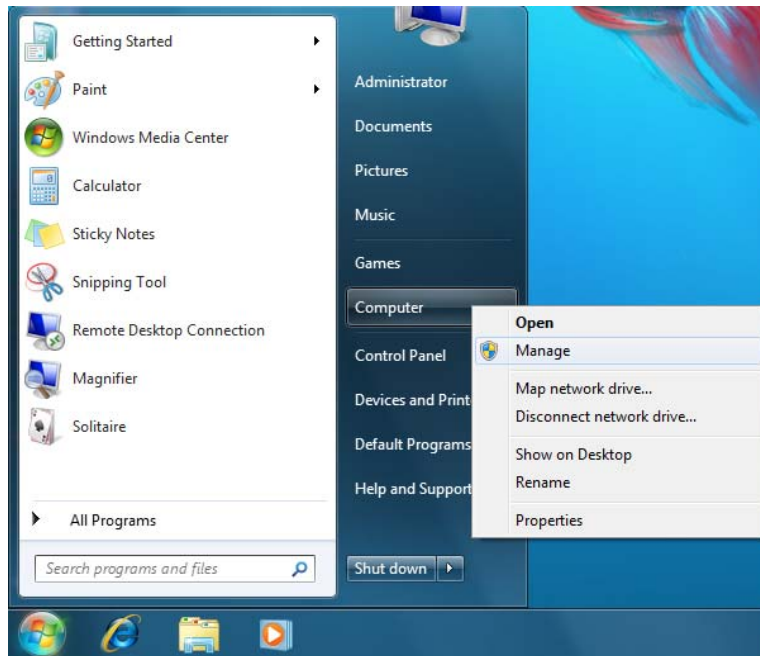 Getting Started
Paint
Windows Media Center
Calculator
Sticky Notes
Snipping Tool
Remote Desktop Connection
Magnifier
Solitaire
All Programs
Search programs and files
Administrator
Documents
Pictures
Music
Games
Computer
Control Panel
Devices and Print
Default Programs
Help and Support
Shut down
Open
Manage
Map network drive...
Disconnect network drive...
Show on Desktop
Rename
Properties